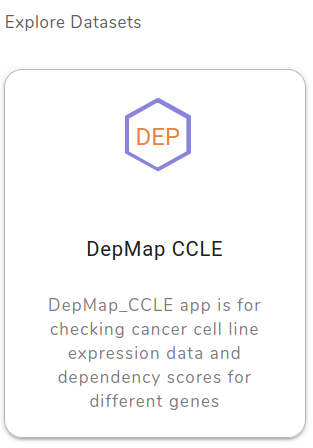 Explore Datasets
DEP
DepMap CCLE
DepMap_CCLE app is for
checking cancer cell line
expression data and
dependency scores for
different genes